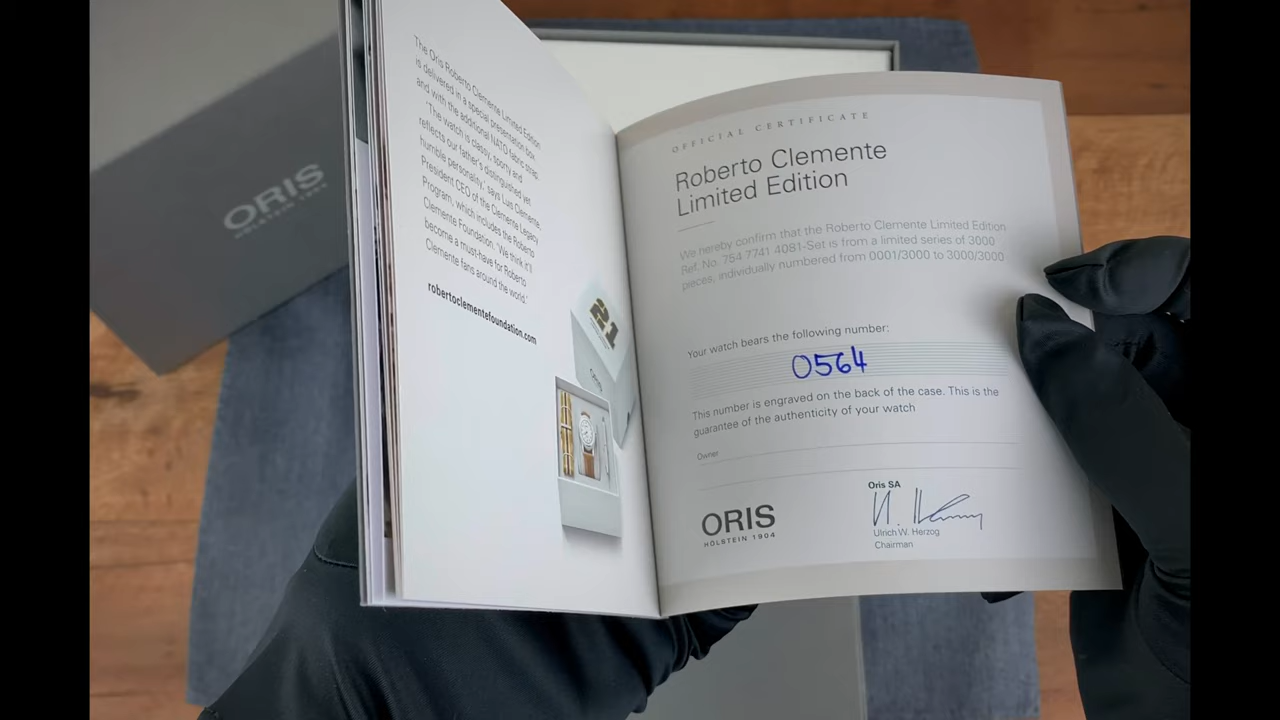 ORIS
HÖLSTEIN 1904
The Oris Roberto Clemente Limited Edition
is delivered in a special presentation box
and with the additional NATO fabric strap.
'The watch is classy, sporty and
reflects our father's distinguished yet
humble personality,' says Luis Clemente,
President CEO of the Clemente Legacy
Program, which includes the Roberto
Clemente Foundation. 'We think it'll
become a must-have for Roberto
Clemente fans around the world.'
robertoclementefoundation.com
21
ORIS
OFFICIAL CERTIFICATE
Roberto Clemente
Limited Edition
We hereby confirm that the Roberto Clemente Limited Edition
Ref. No. 754 7741 4081-Set is from a limited series of 3000
pieces, individually numbered from 0001/3000 to 3000/3000
Your watch bears the following number:
0564
This number is engraved on the back of the case. This is the
guarantee of the authenticity of your watch
Owner
ORIS
HÖLSTEIN 1904
Oris SA
Ulrich W. Herzog
Chairman